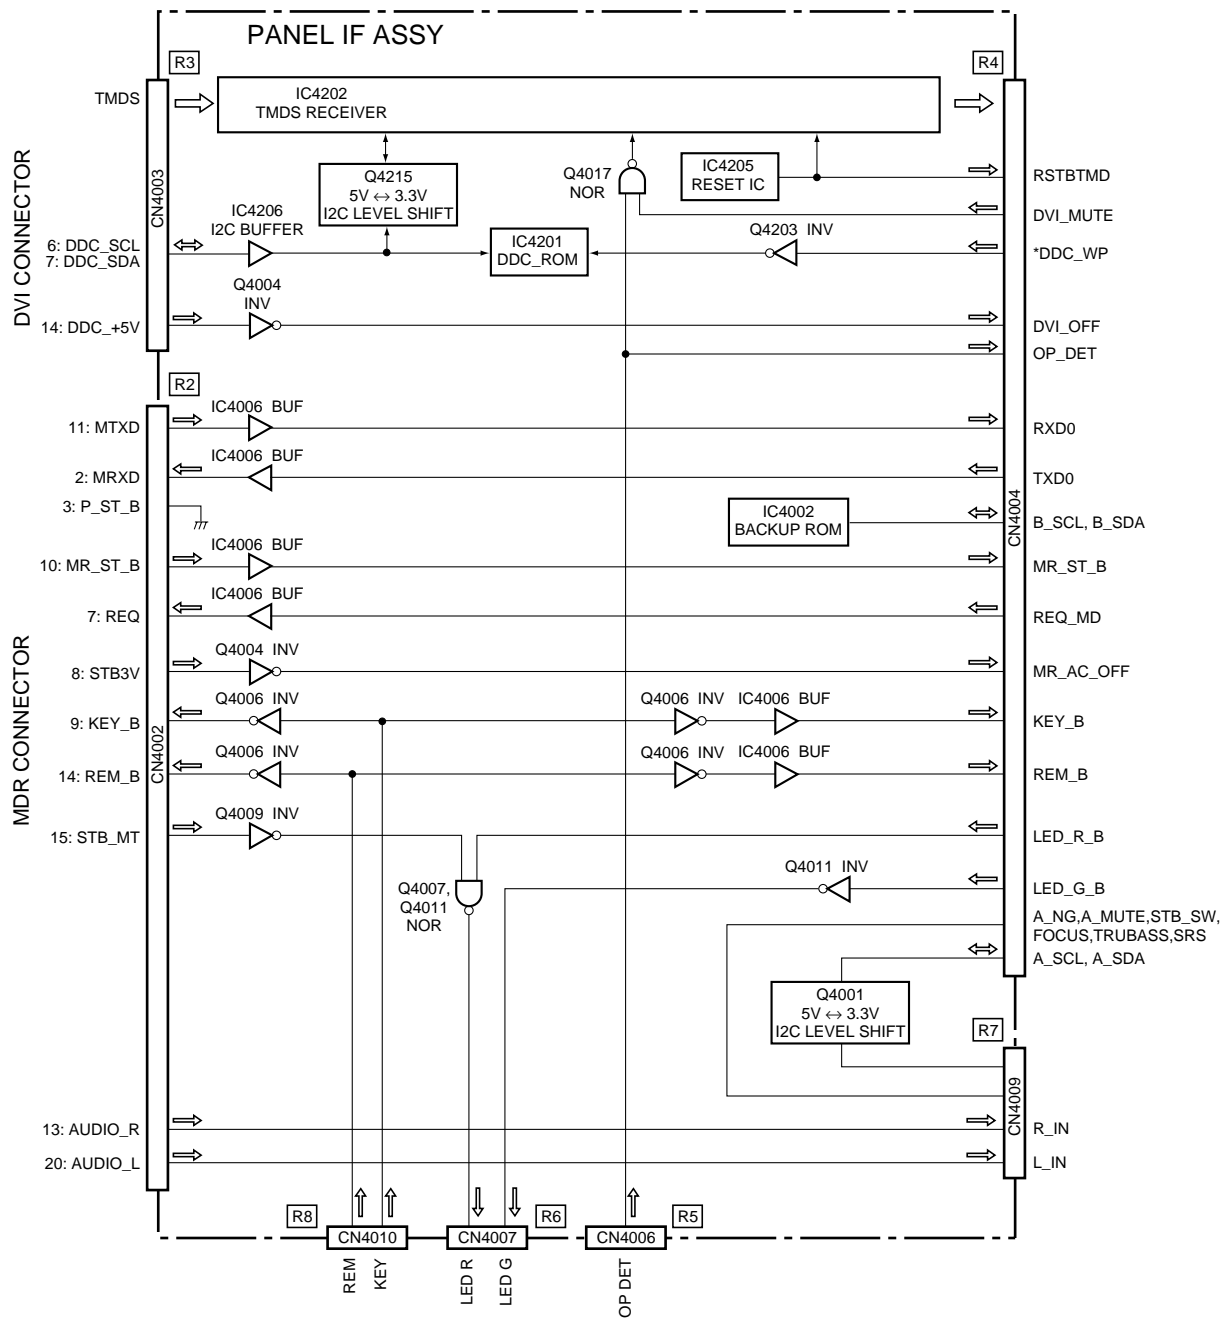 PANEL IF ASSY
R3
R4
TMDS
IC4202
TMDS RECEIVER
DVI CONNECTOR
CN4003
Q4215
5V ↔ 3.3V
I2C LEVEL SHIFT
Q4017
NOR
IC4205
RESET IC
RSTBTMD
DVI_MUTE
IC4206
I2C BUFFER
6: DDC_SCL
7: DDC_SDA
IC4201
DDC_ROM
Q4203 INV
*DDC_WP
Q4004
INV
14: DDC_+5V
DVI_OFF
OP_DET
R2
IC4006 BUF
11: MTXD
RXD0
IC4006 BUF
2: MRXD
TXD0
3: P_ST_B
IC4002
BACKUP ROM
CN4004
B_SCL, B_SDA
IC4006 BUF
10: MR_ST_B
MR_ST_B
IC4006 BUF
7: REQ
REQ_MD
MDR CONNECTOR
CN4002
Q4004 INV
8: STB3V
MR_AC_OFF
Q4006 INV
Q4006 INV
IC4006 BUF
9: KEY_B
KEY_B
Q4006 INV
Q4006 INV
IC4006 BUF
14: REM_B
REM_B
Q4009 INV
15: STB_MT
LED_R_B
Q4007,
Q4011
NOR
Q4011 INV
LED_G_B
A_NG,A_MUTE,STB_SW,
FOCUS,TRUBASS,SRS
A_SCL, A_SDA
Q4001
5V ↔ 3.3V
I2C LEVEL SHIFT
R7
CN4009
13: AUDIO_R
R_IN
20: AUDIO_L
L_IN
R8
CN4010
REM
KEY
CN4007
R6
LED R
LED G
CN4006
R5
OP DET